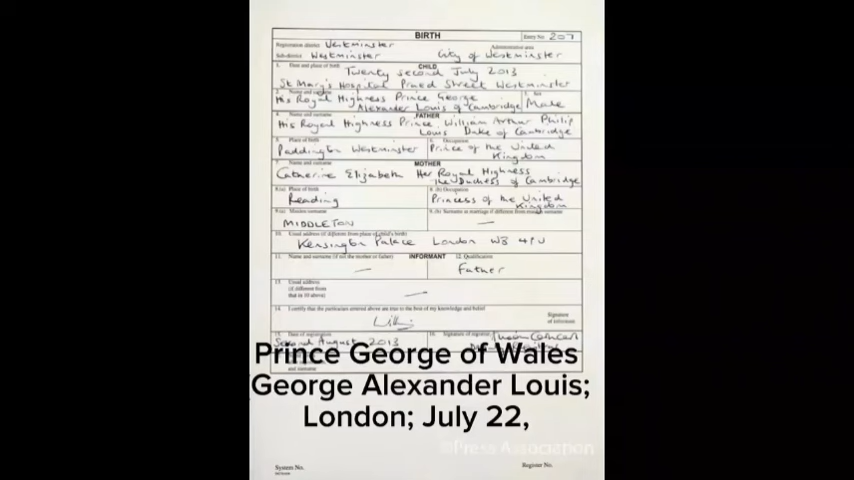 BIRTH
Entry No. 207
Registration district Westminster
Administrative area
Sub-district Westminster
City of Westminster
1. Date and place of birth
CHILD
Twenty second July 2013
St Mary's Hospital Praed Street Westminster
2. Name and surname
3. Sex
His Royal Highness Prince George
Alexander Louis of Cambridge
Male
4. Name and surname
FATHER
His Royal Highness Prince William Arthur Philip
Louis Duke of Cambridge
5. Place of birth
6. Occupation
Paddington Westminster
Prince of the United
Kingdom
7. Name and surname
MOTHER
Catherine Elizabeth Her Royal Highness
The Duchess of Cambridge
8.(a) Place of birth
8.(b) Occupation
Reading
Princess of the United
Kingdom
9.(a) Maiden surname
9.(b) Surname at marriage if different from maiden surname
MIDDLETON
10. Usual address (if different from place of child's birth)
Kensington Palace London W8 4PU
11. Name and surname (if not the mother or father)
INFORMANT
12. Qualification
Father
13. Usual address
(if different from
that in 10 above)
14. I certify that the particulars entered above are true to the best of my knowledge and belief
Signature
of informant
15. Date of registration
16. Signature of registrar
Second August 2013
Prince George of Wales
(George Alexander Louis;
London; July 22,
©Press Association
System No.
Register No.